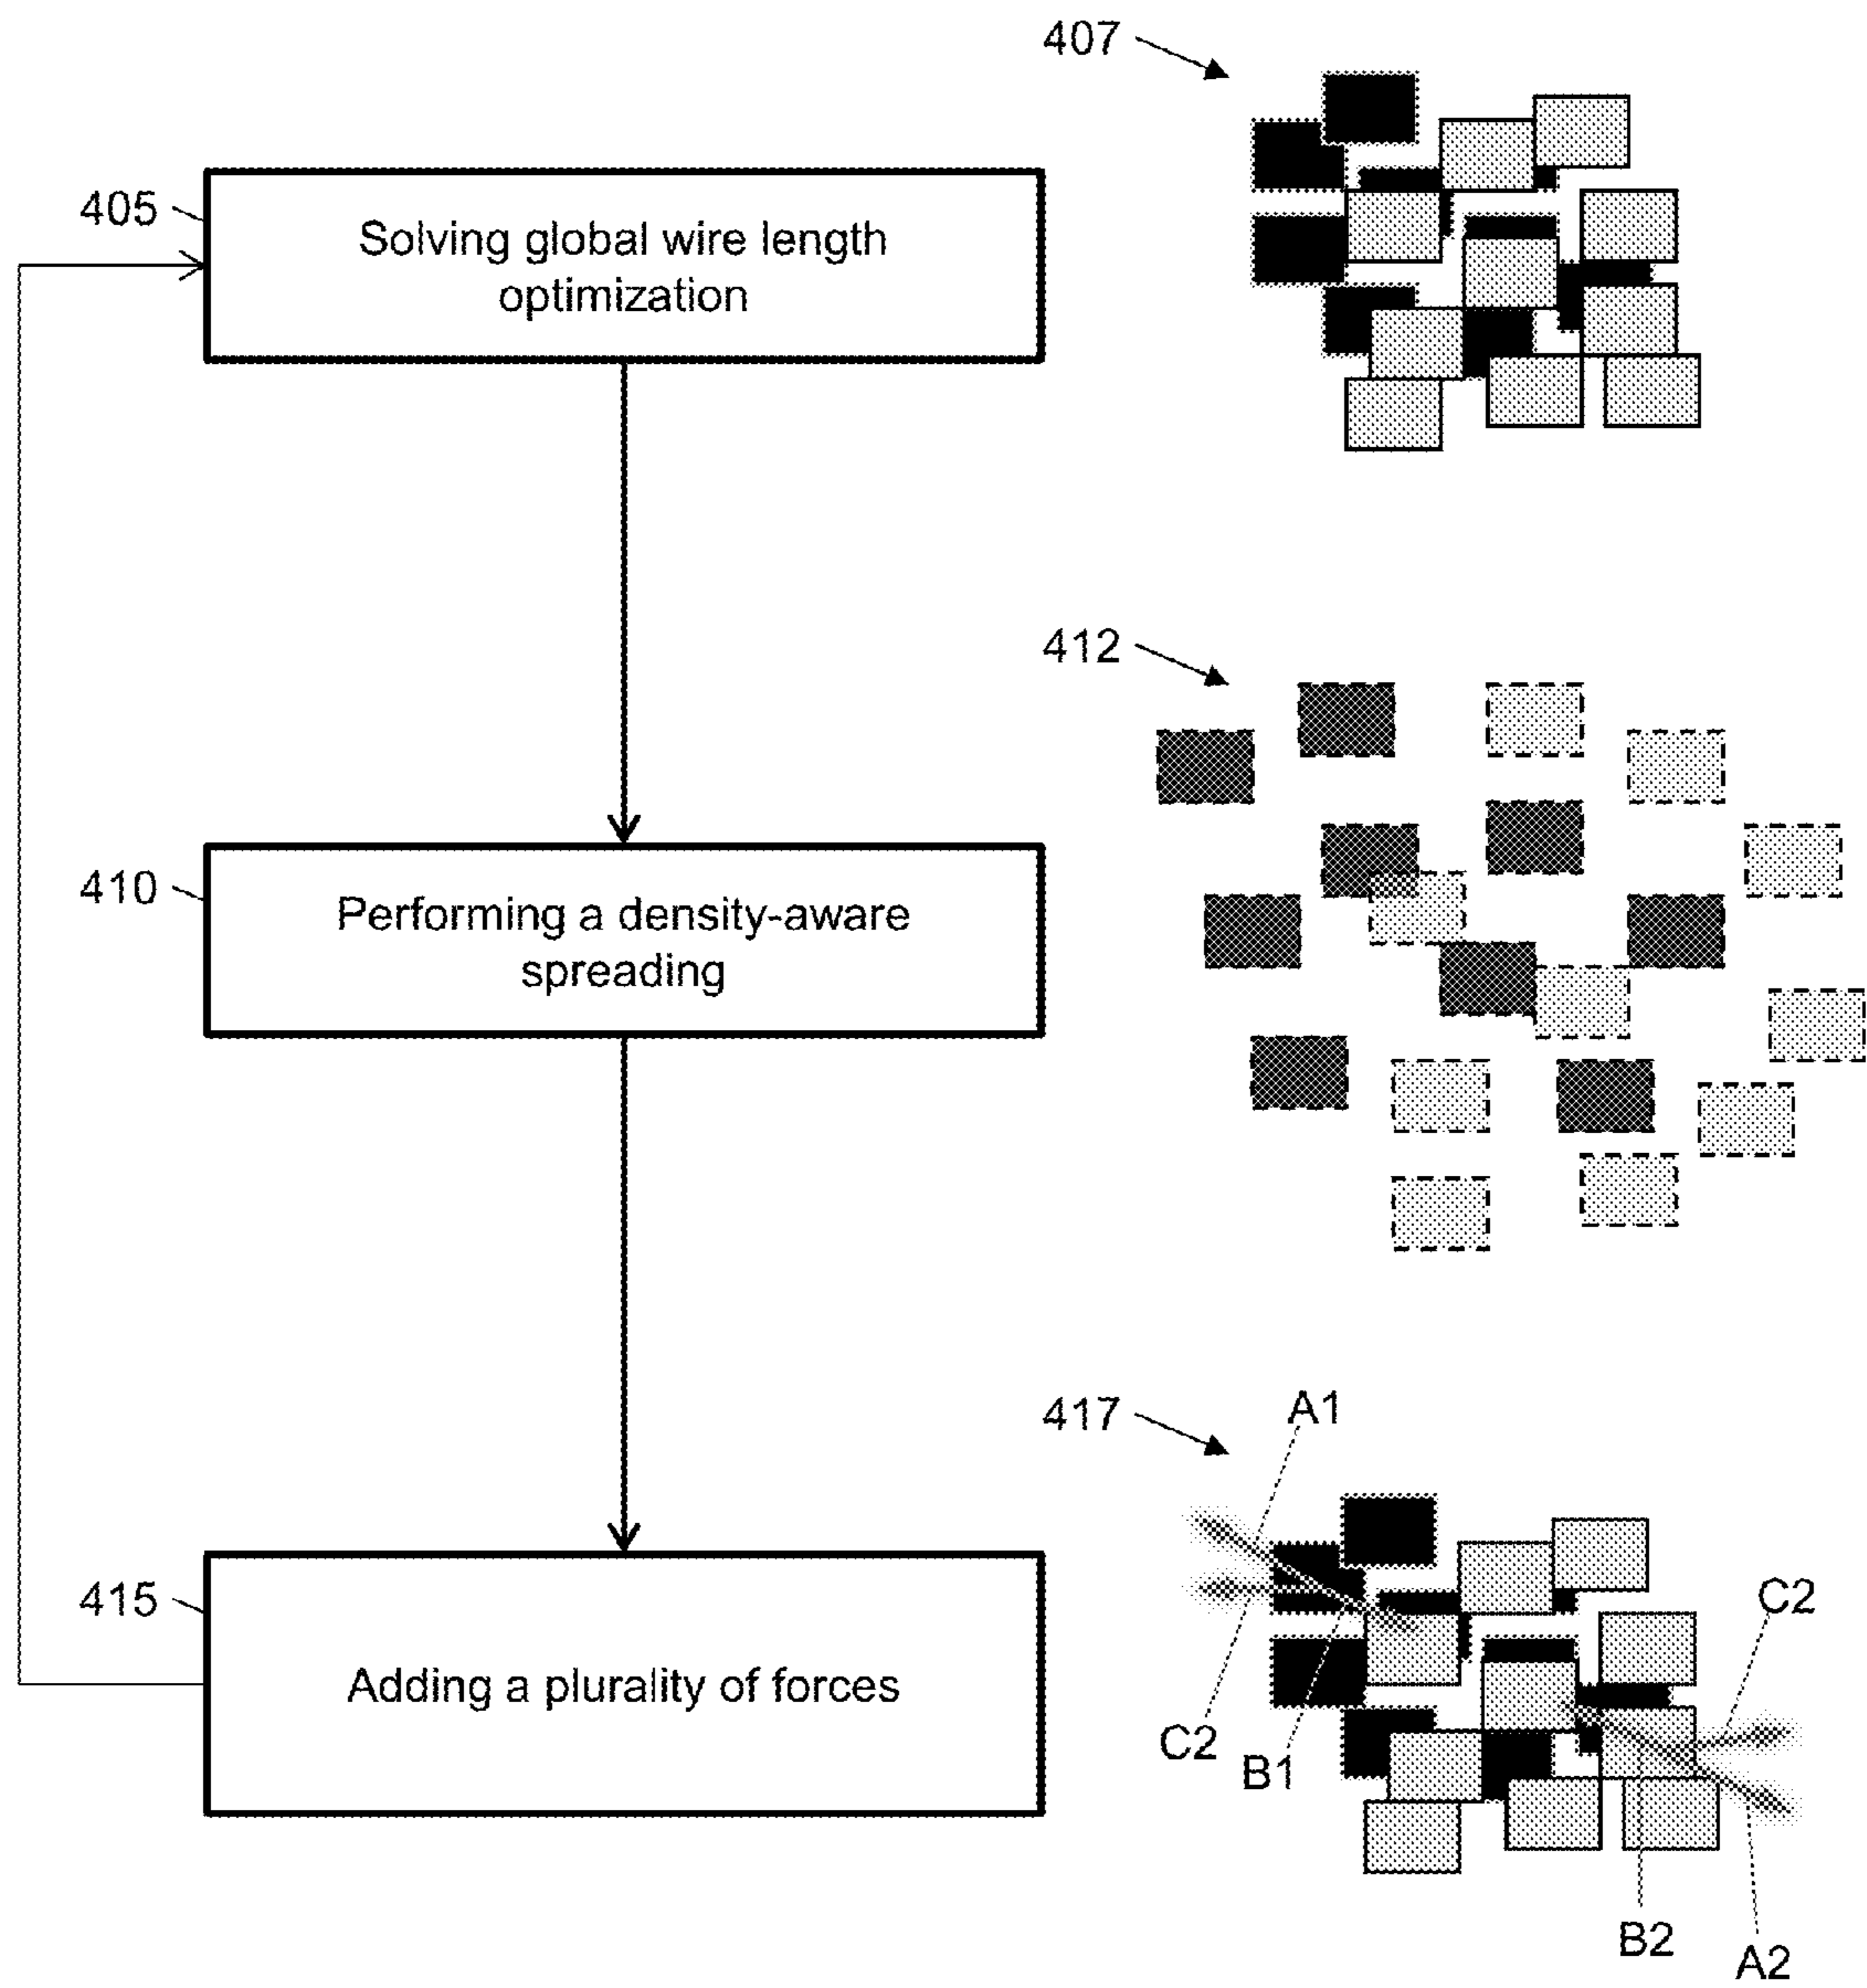 407
405
Solving global wire length
optimization
412
410
Performing a density-aware
spreading
417
A1
415
Adding a plurality of forces
C2
C2
B1
B2
A2